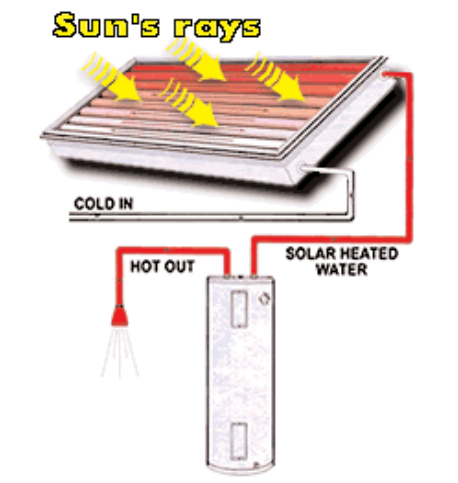 Sun's rays
COLD IN
HOT OUT
SOLAR HEATED
WATER